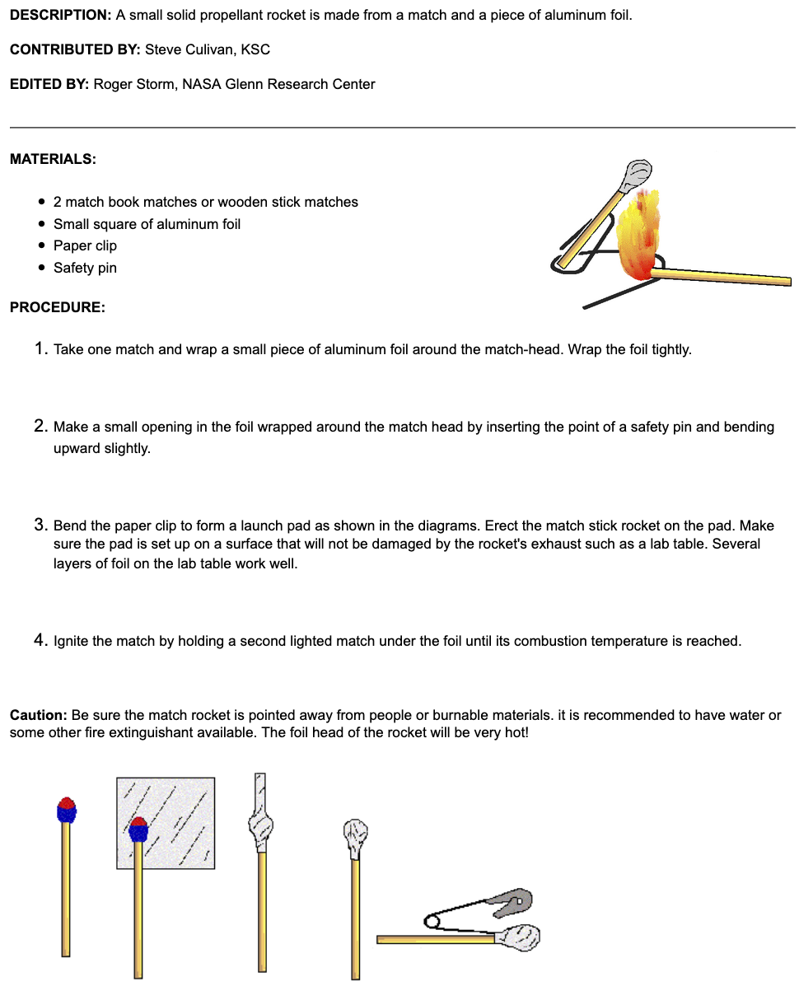 DESCRIPTION: A small solid propellant rocket is made from a match and a piece of aluminum foil.
CONTRIBUTED BY: Steve Culivan, KSC
EDITED BY: Roger Storm, NASA Glenn Research Center
MATERIALS:
• 2 match book matches or wooden stick matches
• Small square of aluminum foil
• Paper clip
• Safety pin
PROCEDURE:
1. Take one match and wrap a small piece of aluminum foil around the match-head. Wrap the foil tightly.
2. Make a small opening in the foil wrapped around the match head by inserting the point of a safety pin and bending
upward slightly.
3. Bend the paper clip to form a launch pad as shown in the diagrams. Erect the match stick rocket on the pad. Make
sure the pad is set up on a surface that will not be damaged by the rocket's exhaust such as a lab table. Several
layers of foil on the lab table work well.
4. Ignite the match by holding a second lighted match under the foil until its combustion temperature is reached.
Caution: Be sure the match rocket is pointed away from people or burnable materials. it is recommended to have water or
some other fire extinguishant available. The foil head of the rocket will be very hot!